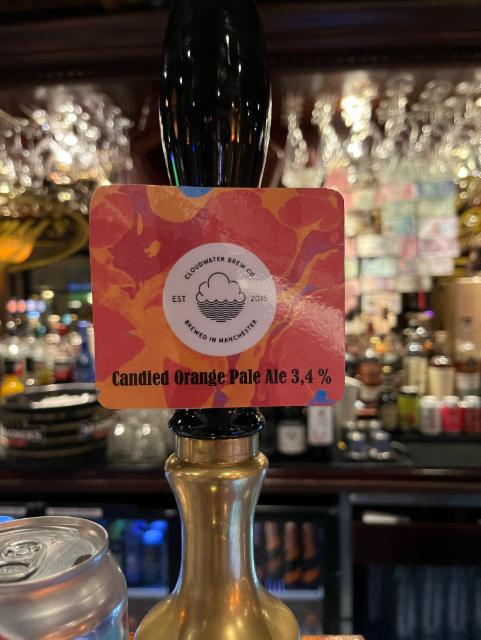 CLOUDWATER BREW CO.
EST 2015
BREWED IN MANCHESTER
Candied Orange Pale Ale 3,4 %